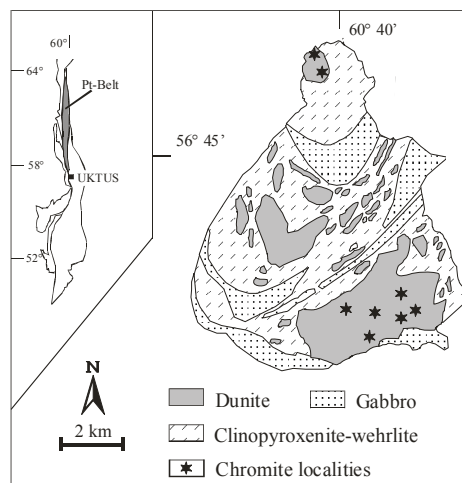 60°
64°
Pt-Belt
58°
UKTUS
52°
60° 40'
56° 45'
N
2 km
Dunite
Gabbro
Clinopyroxenite-wehrlite
Chromite localities